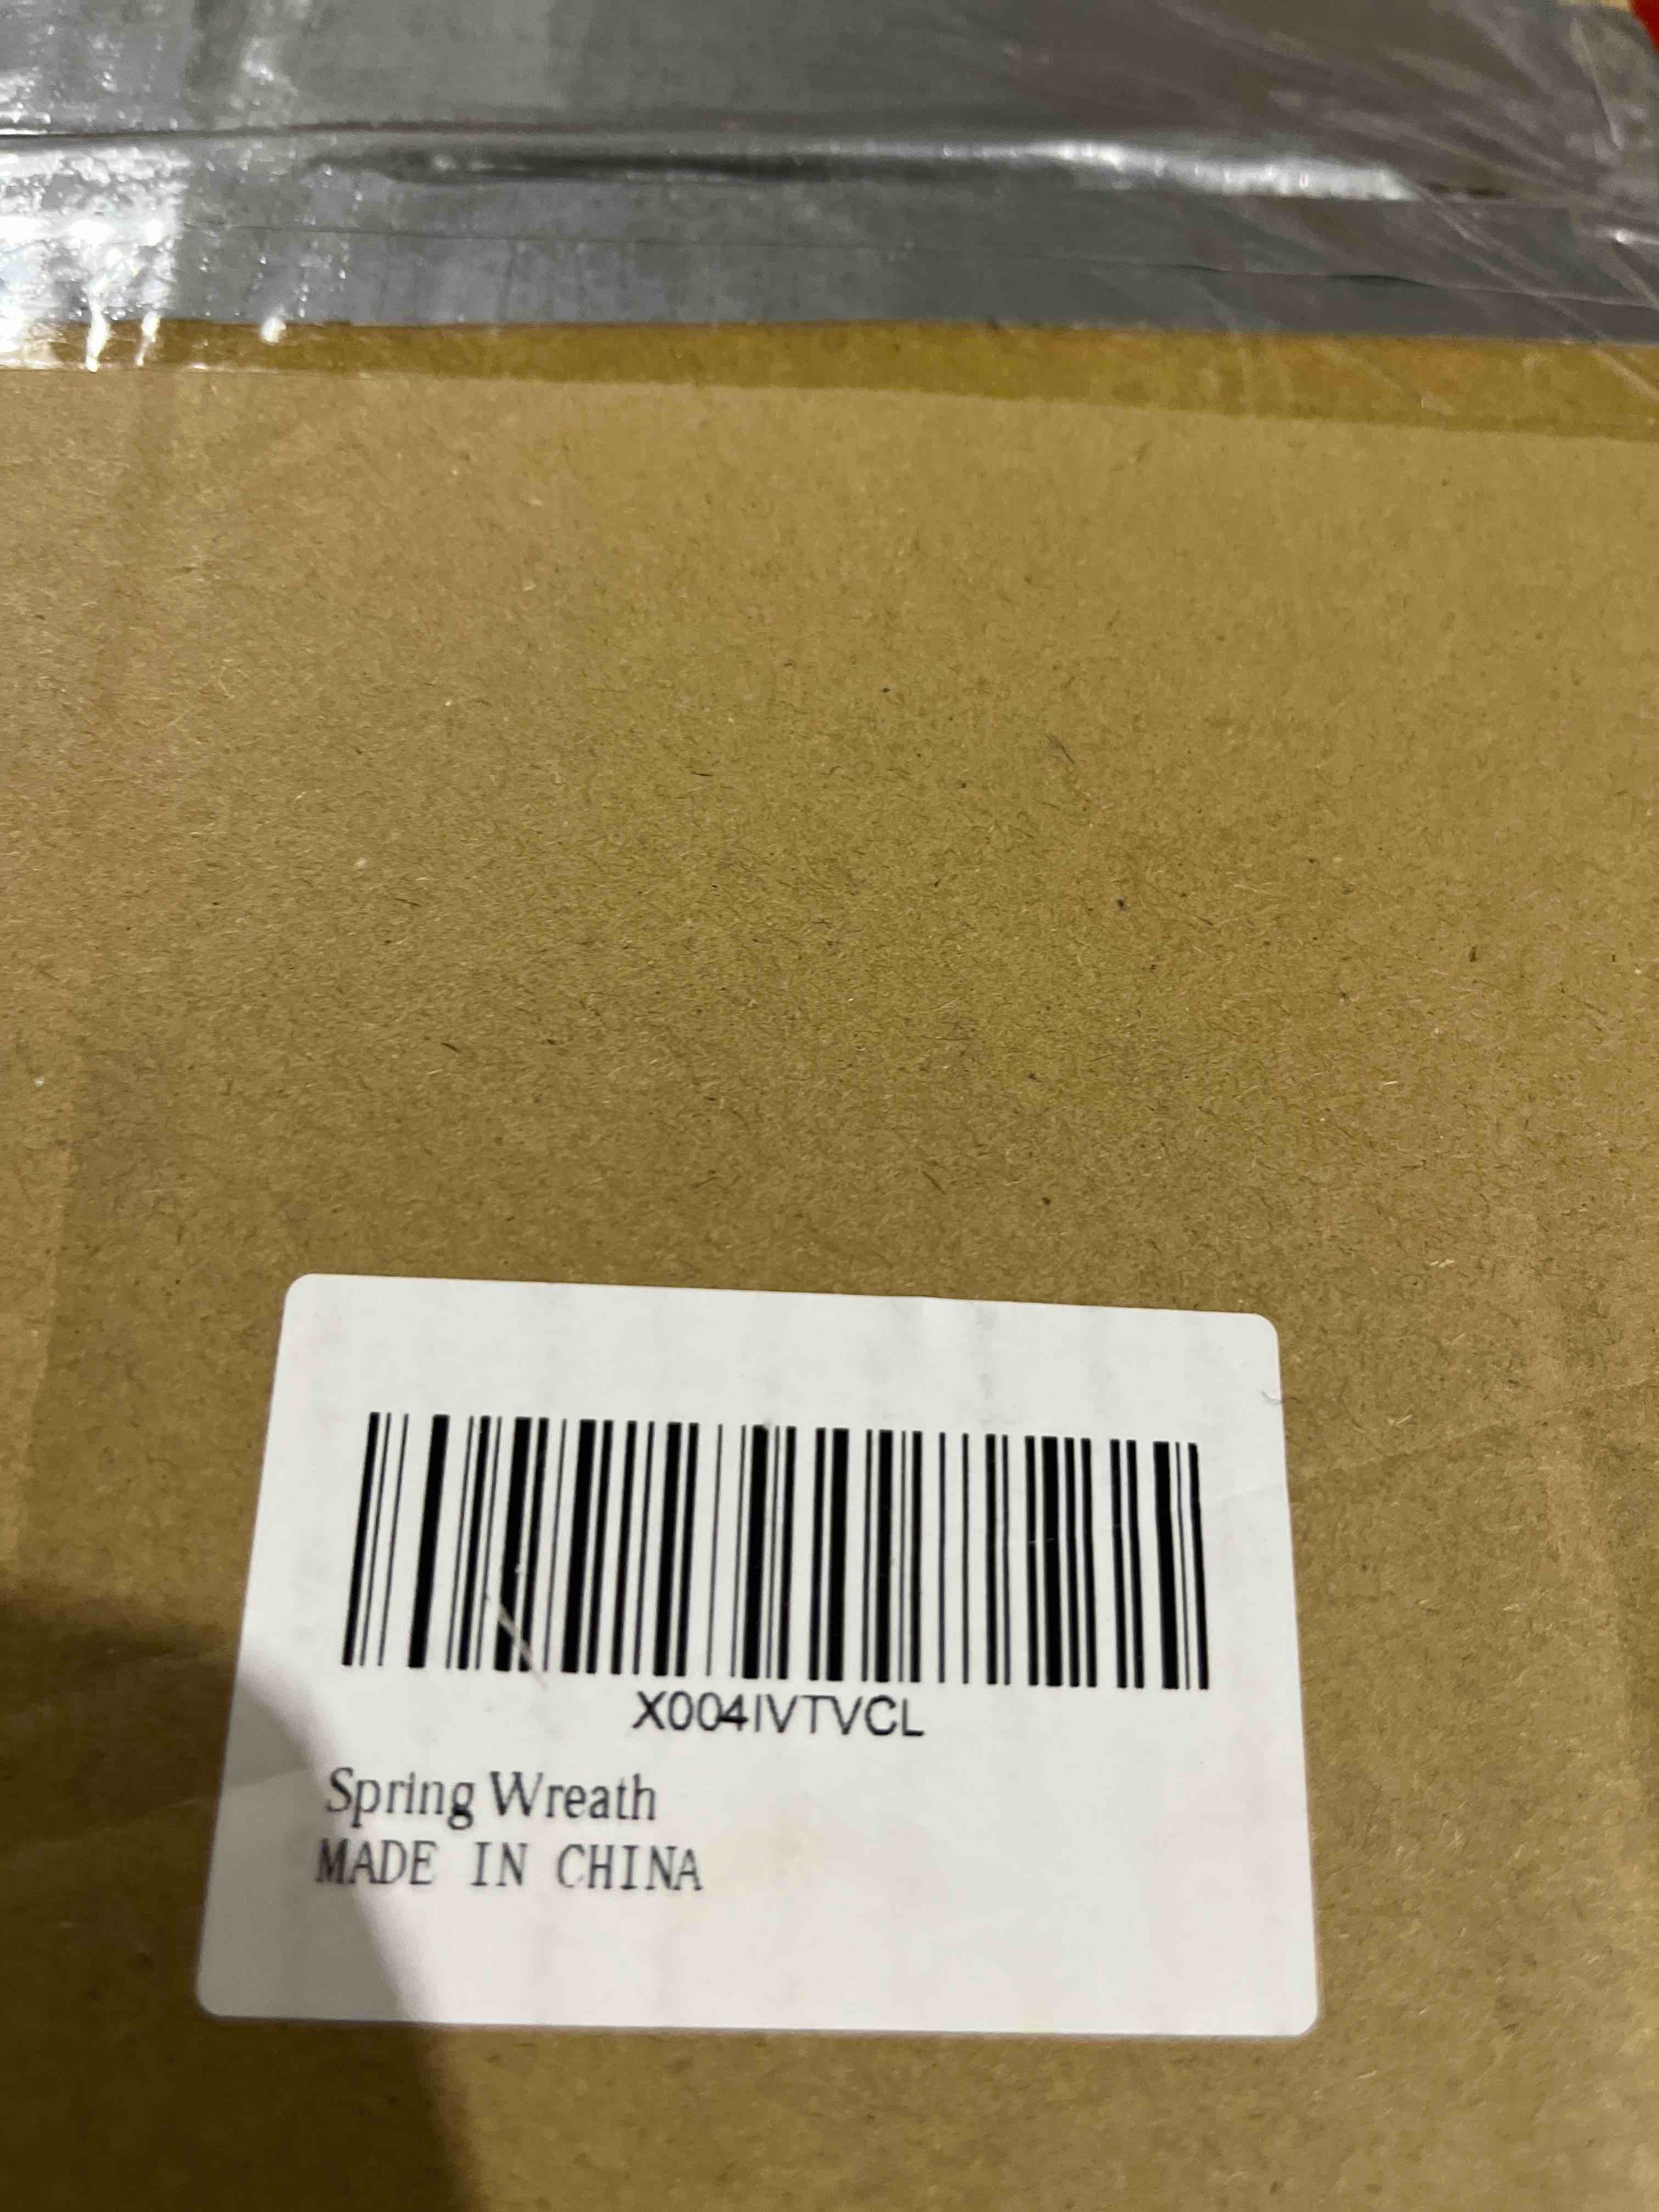 X004IVTVCL
Spring Wreath
MADE IN CHINA